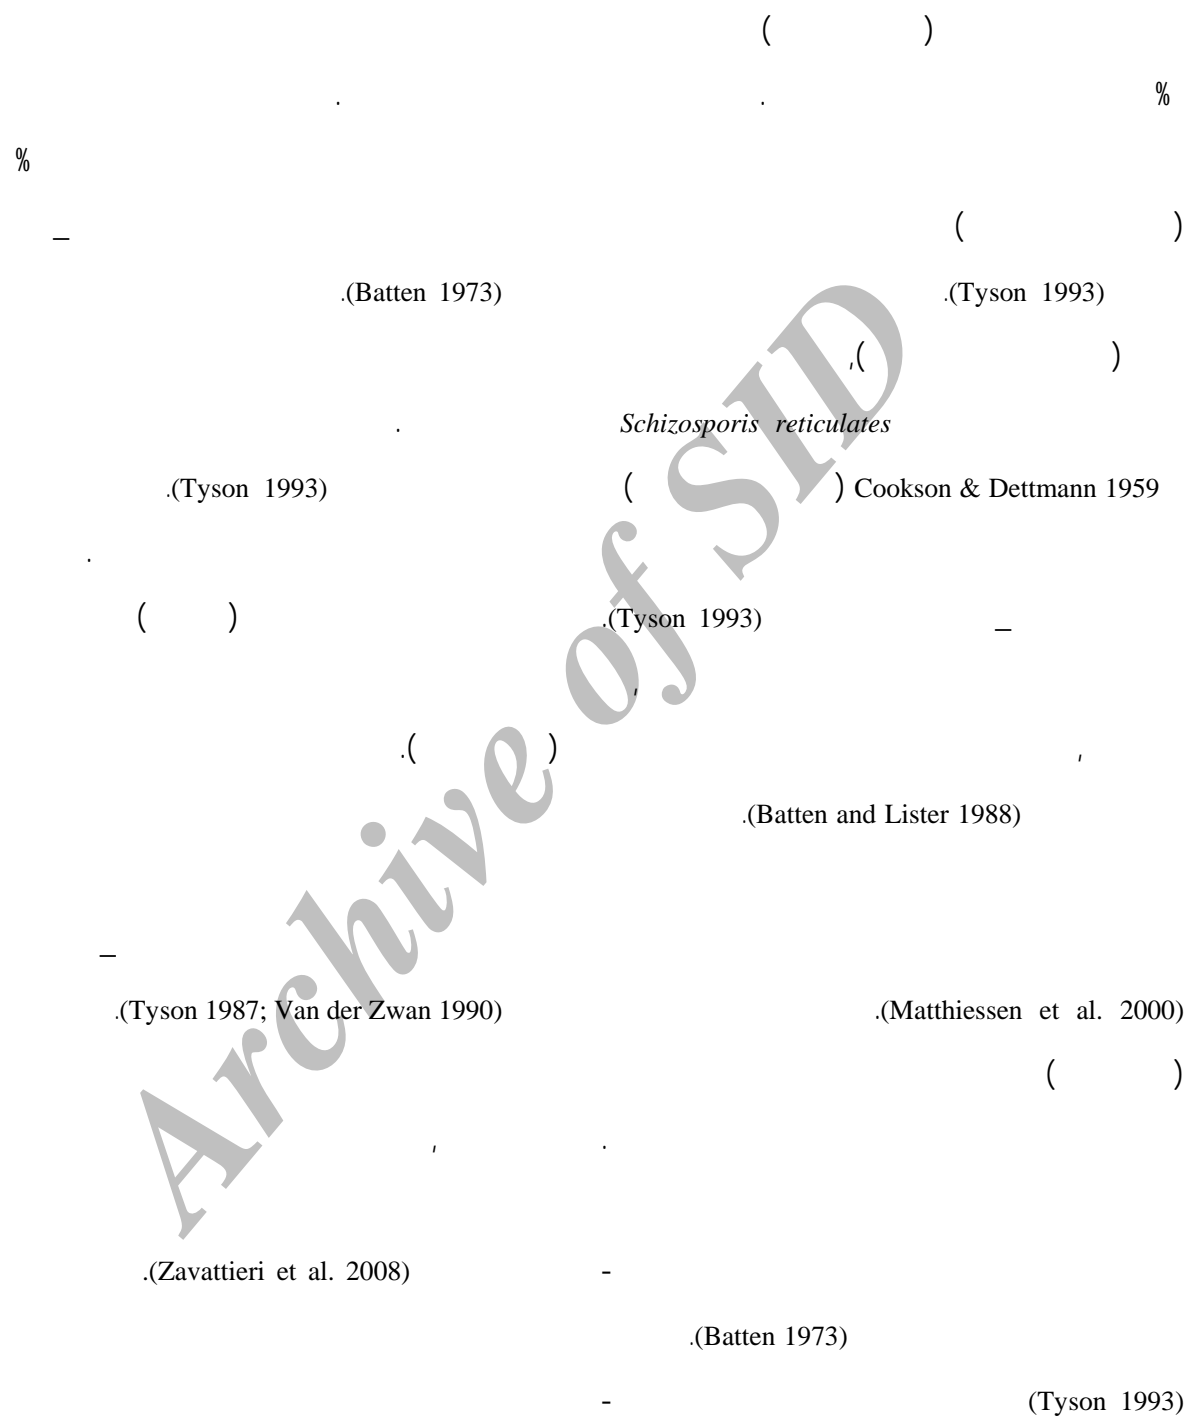 ( )
. . %
%
( ) –
(Tyson 1993).
(Batten 1973).
( ),
Schizosporis reticulates .
Cookson & Dettmann 1959 ( )
(Tyson 1993).
.
– (Tyson 1993).
( )
,
, ( ).
(Batten and Lister 1988).
–
(Matthiessen et al. 2000).
(Tyson 1987; Van der Zwan 1990).
( )
. ,
- (Zavattieri et al. 2008).
(Batten 1973).
(Tyson 1993) -
Archive of SID